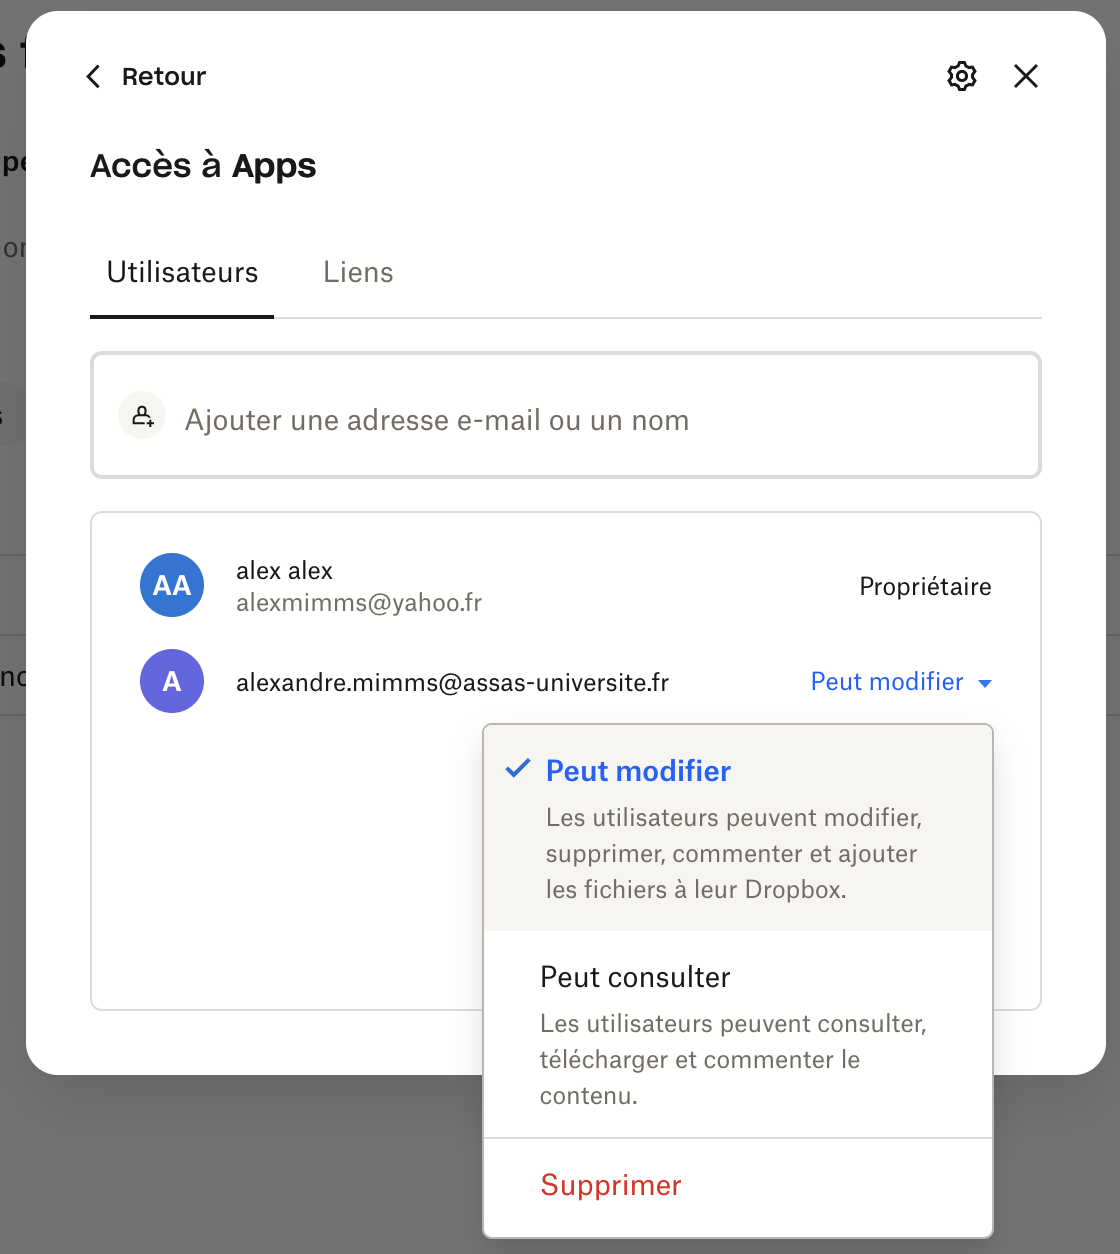 Retour
Accès à Apps
Utilisateurs
Liens
Ajouter une adresse e-mail ou un nom
AA
alex alex
alexmimms@yahoo.fr
Propriétaire
A
alexandre.mimms@assas-universite.fr
Peut modifier
Peut modifier
Les utilisateurs peuvent modifier,
supprimer, commenter et ajouter
les fichiers à leur Dropbox.
Peut consulter
Les utilisateurs peuvent consulter,
télécharger et commenter le
contenu.
Supprimer